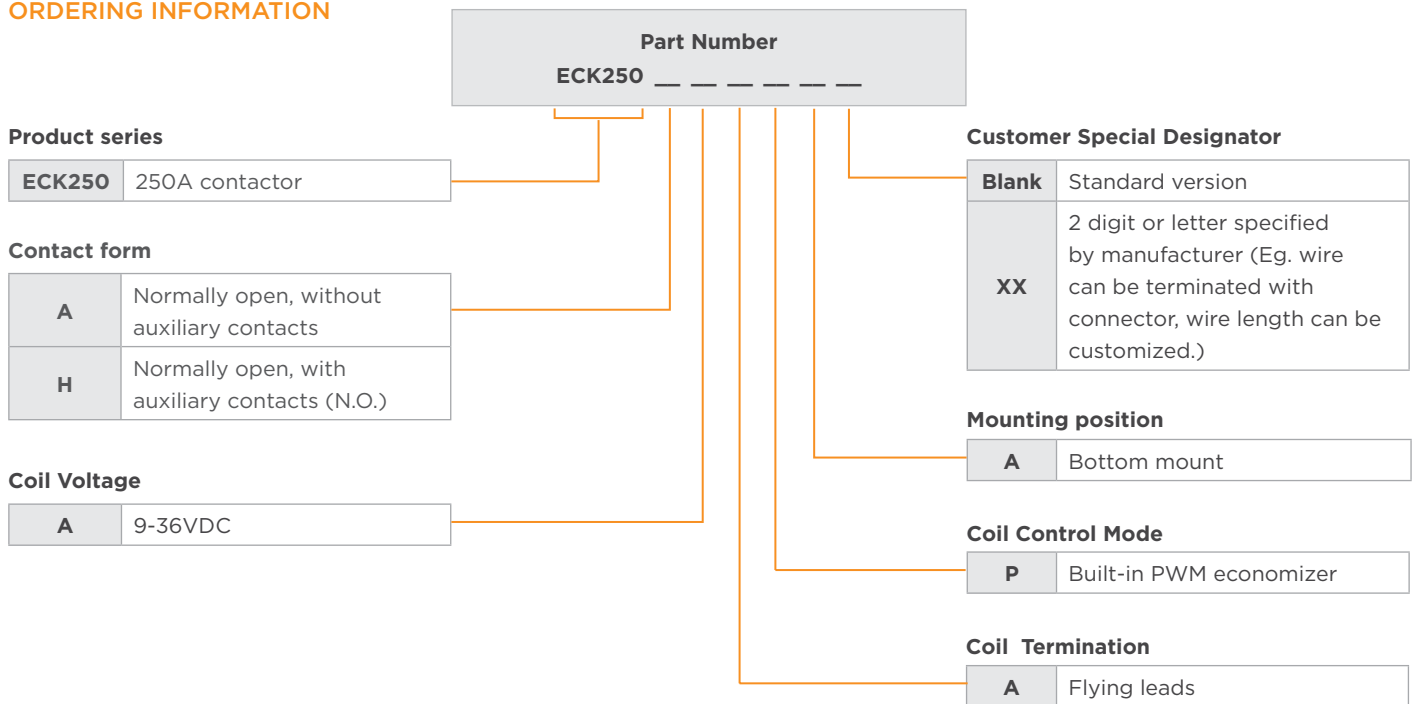 ORDERING INFORMATION
Part Number
ECK250 __ __ __ __ __ __
Product series
ECK250 250A contactor
Contact form
A Normally open, without
auxiliary contacts
H Normally open, with
auxiliary contacts (N.O.)
Coil Voltage
A 9-36VDC
Customer Special Designator
Blank Standard version
XX 2 digit or letter specified
by manufacturer (Eg. wire
can be terminated with
connector, wire length can be
customized.)
Mounting position
A Bottom mount
Coil Control Mode
P Built-in PWM economizer
Coil Termination
A Flying leads